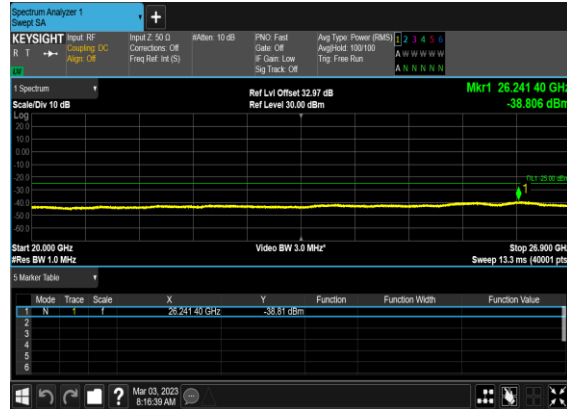 Spectrum Analyzer 1
Swept SA
+
KEYSIGHT Input: RF Input Z: 50 Ω #Atten: 10 dB PNO: Fast Avg Type: Power (RMS) 1 2 3 4 5 6
R T Coupling: DC Corrections: Off Gate: Off Avg|Hold: 100/100 A W W W W W
Align: Off Freq Ref: Int (S) IF Gain: Low Trig: Free Run
Sig Track: Off A N N N N N
1 Spectrum Ref Lvl Offset 32.97 dB Mkr1 26.241 40 GHz
Scale/Div 10 dB Ref Level 30.00 dBm -38.806 dBm
Log
20.0
10.0
0.00
-10.0
-20.0
DL1 -25.00 dBm
-30.0 1
-40.0
-50.0
-60.0
Start 20.000 GHz Video BW 3.0 MHz* Stop 26.900 GHz
#Res BW 1.0 MHz Sweep 13.3 ms (40001 pts)
5 Marker Table
Mode Trace Scale X Y Function Function Width Function Value
1 N 1 f 26.241 40 GHz -38.81 dBm
2
3
4
5
6
? Mar 03, 2023
8:16:39 AM